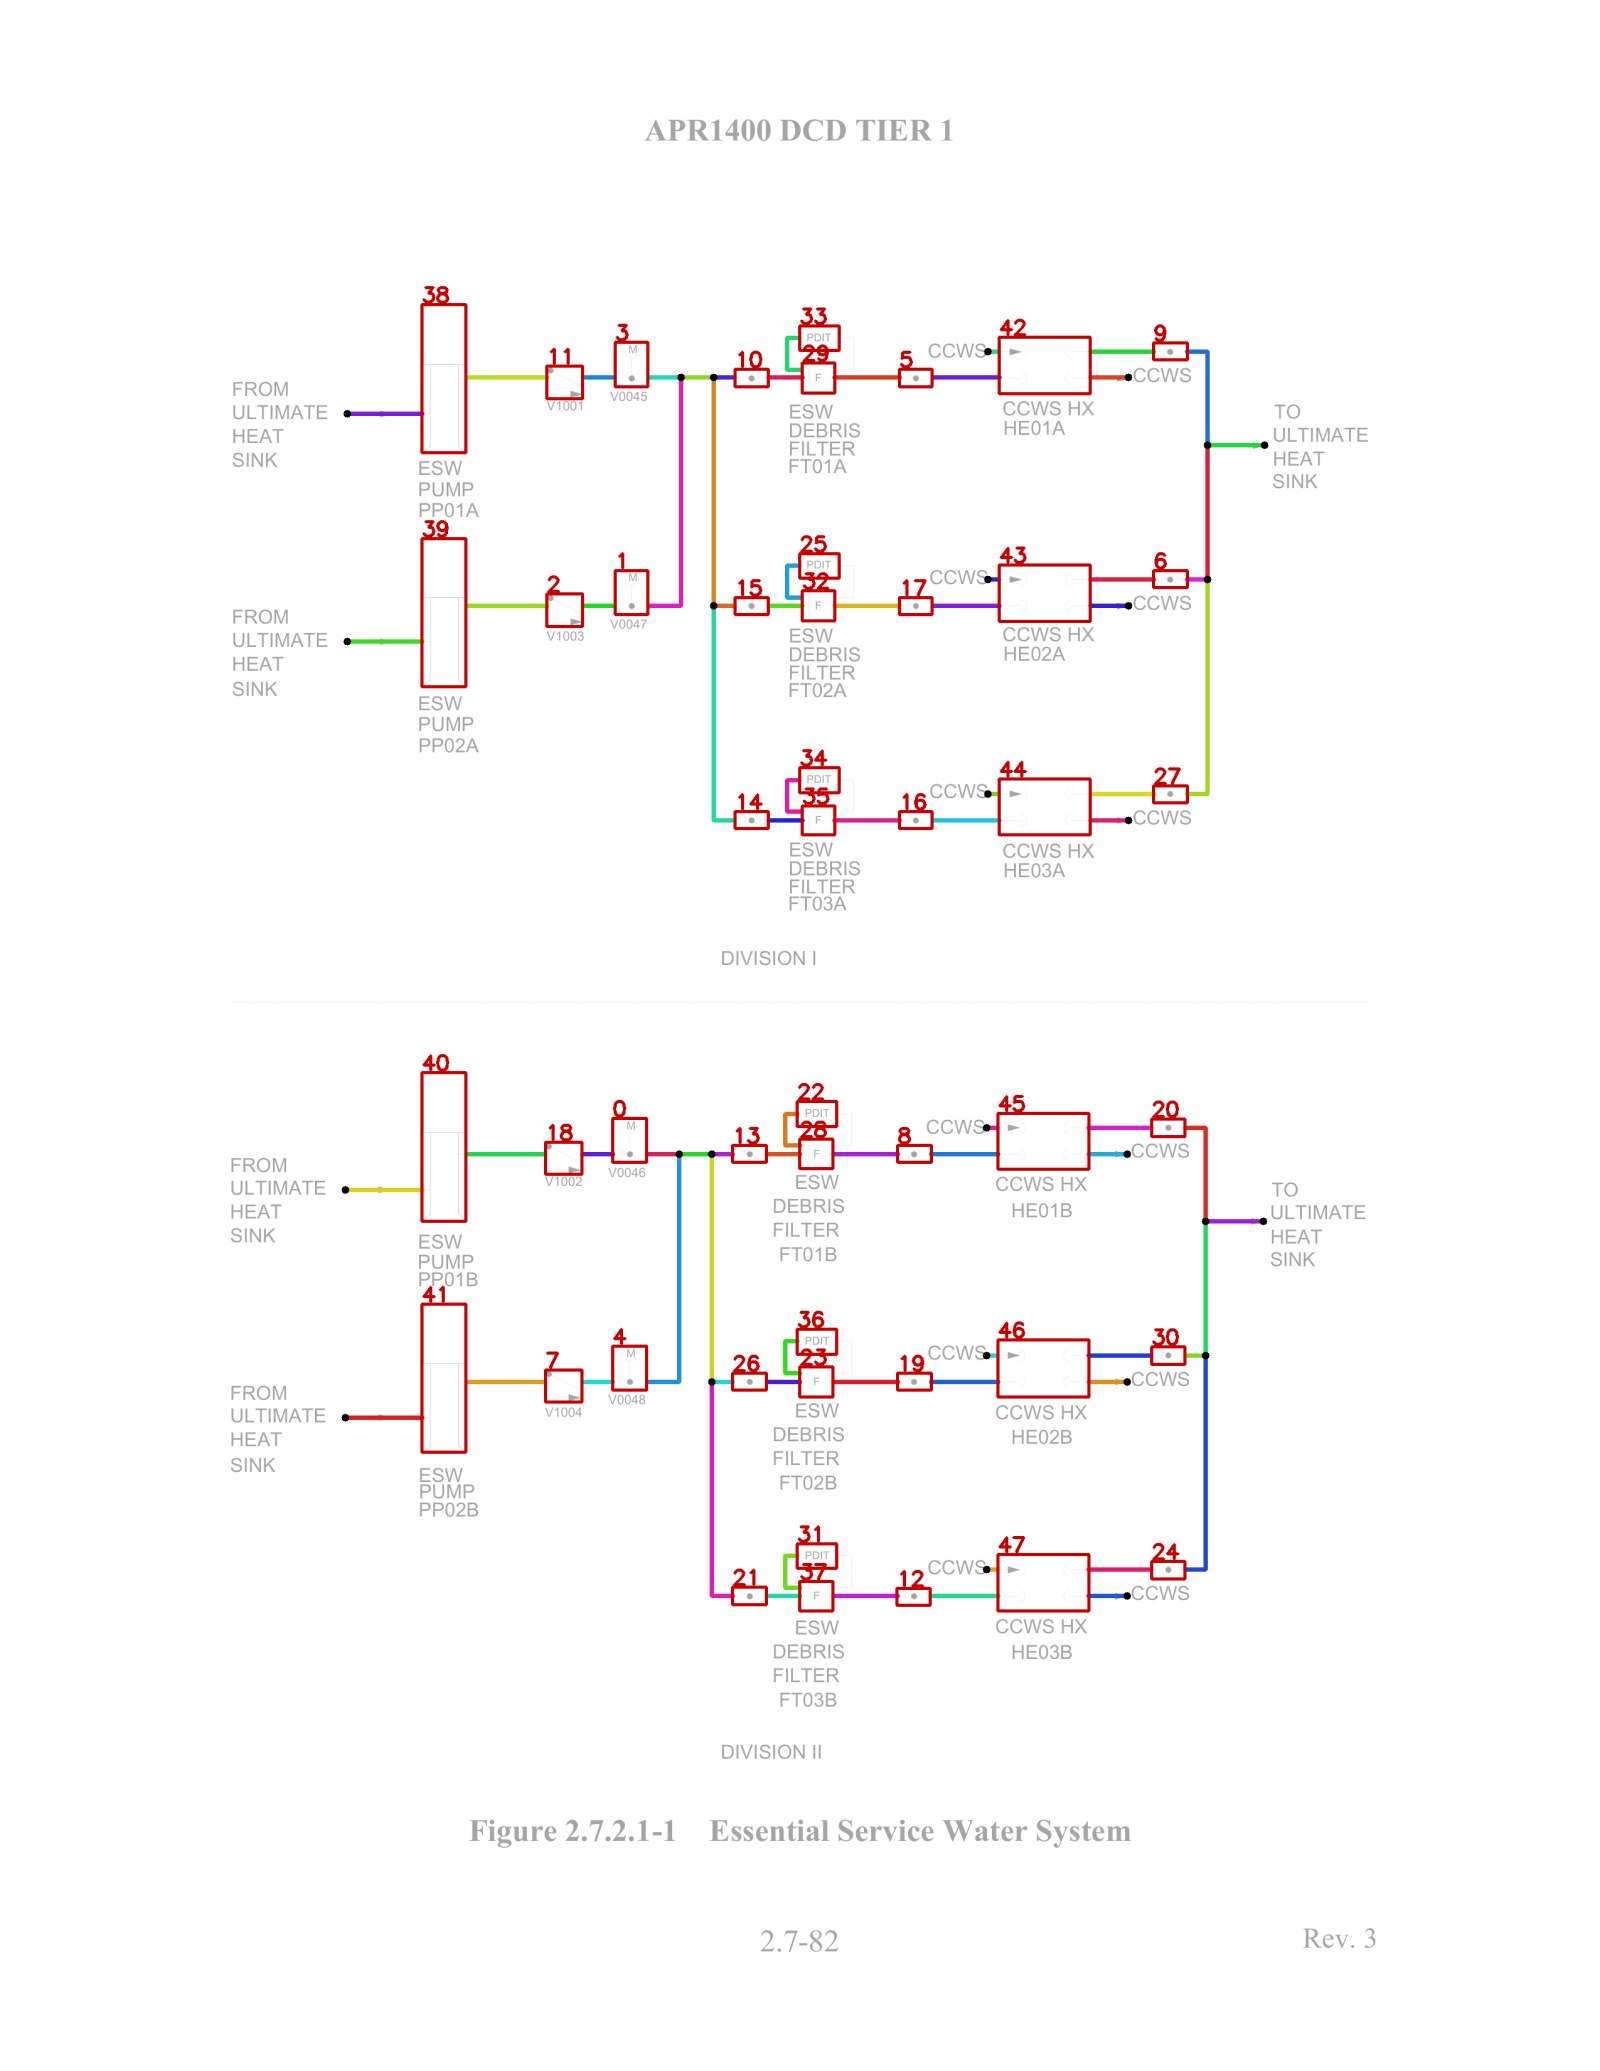 APR1400 DCD TIER 1
38
33
42
9
3
CCWS
PDIT
11
M
10
29
5
F
CCWS
V1001
V0045
FROM
ULTIMATE
HEAT
SINK
ESW
DEBRIS
FILTER
FT01A
CCWS HX
HE01A
TO
ULTIMATE
HEAT
SINK
ESW
PUMP
PP01A
39
25
43
6
1
CCWS
PDIT
2
M
15
32
17
F
CCWS
V1003
V0047
FROM
ULTIMATE
HEAT
SINK
ESW
DEBRIS
FILTER
FT02A
CCWS HX
HE02A
ESW
PUMP
PP02A
34
44
27
PDIT
CCWS
14
35
16
F
CCWS
ESW
DEBRIS
FILTER
FT03A
CCWS HX
HE03A
DIVISION I
40
22
45
20
0
PDIT
CCWS
18
M
13
28
8
F
CCWS
V1002
V0046
FROM
ULTIMATE
HEAT
SINK
ESW
DEBRIS
FILTER
FT01B
CCWS HX
HE01B
TO
ULTIMATE
HEAT
SINK
ESW
PUMP
PP01B
41
36
46
30
4
PDIT
CCWS
7
M
26
23
19
F
CCWS
V1004
V0048
FROM
ULTIMATE
HEAT
SINK
ESW
DEBRIS
FILTER
FT02B
CCWS HX
HE02B
ESW
PUMP
PP02B
31
47
24
PDIT
CCWS
21
37
12
F
CCWS
ESW
DEBRIS
FILTER
FT03B
CCWS HX
HE03B
DIVISION II
Figure 2.7.2.1-1 Essential Service Water System
2.7-82
Rev. 3